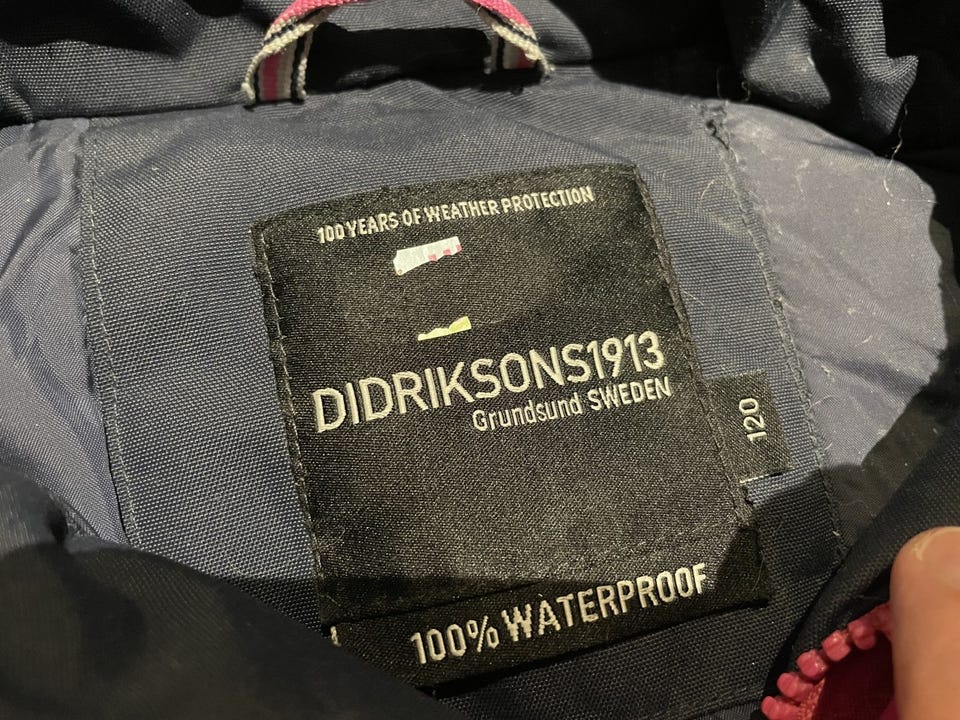 100 YEARS OF WEATHER PROTECTION
DIDRIKSONS1913
Grundsund SWEDEN
120
100% WATERPROOF